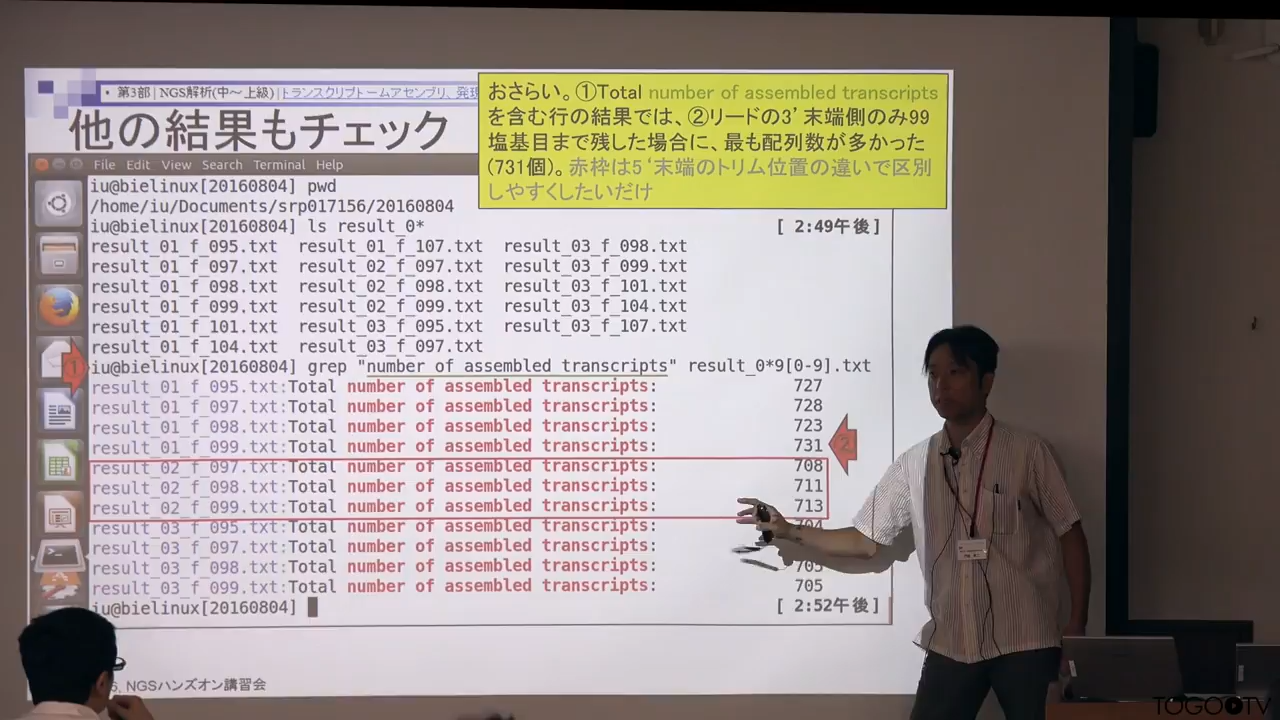 • 第3部 | NGS解析(中～上級) | トランスクリプトームアセンブリ、発現
他の結果もチェック
おさらい。①Total number of assembled transcripts
を含む行の結果では、②リードの3’末端側のみ99
塩基目まで残した場合に、最も配列数が多かった
(731個)。赤枠は5‘末端のトリム位置の違いで区別
しやすくしたいだけ
File Edit View Search Terminal Help
iu@bielinux[20160804] pwd
/home/iu/Documents/srp017156/20160804
iu@bielinux[20160804] ls result_0* [ 2:49午後]
result_01_f_095.txt result_01_f_107.txt result_03_f_098.txt
result_01_f_097.txt result_02_f_097.txt result_03_f_099.txt
result_01_f_098.txt result_02_f_098.txt result_03_f_101.txt
result_01_f_099.txt result_02_f_099.txt result_03_f_104.txt
result_01_f_101.txt result_03_f_095.txt result_03_f_107.txt
result_01_f_104.txt result_03_f_097.txt
iu@bielinux[20160804] grep "number of assembled transcripts" result_0*9[0-9].txt
①
result_01_f_095.txt:Total number of assembled transcripts: 727
result_01_f_097.txt:Total number of assembled transcripts: 728
result_01_f_098.txt:Total number of assembled transcripts: 723
result_01_f_099.txt:Total number of assembled transcripts: 731
②
result_02_f_097.txt:Total number of assembled transcripts: 708
result_02_f_098.txt:Total number of assembled transcripts: 711
result_02_f_099.txt:Total number of assembled transcripts: 713
result_03_f_095.txt:Total number of assembled transcripts: 704
result_03_f_097.txt:Total number of assembled transcripts:
result_03_f_098.txt:Total number of assembled transcripts: 703
result_03_f_099.txt:Total number of assembled transcripts: 705
iu@bielinux[20160804] [ 2:52午後]
, NGSハンズオン講習会
TOGOTV